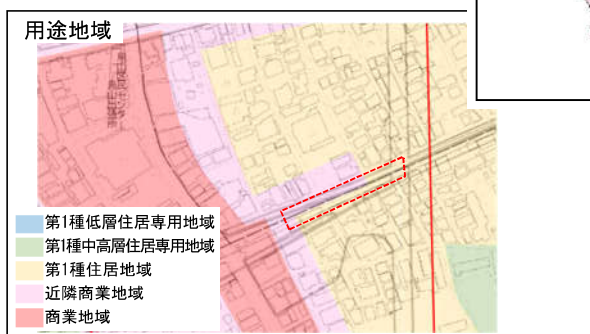 用途地域
第1種低層住居専用地域
第1種中高層住居専用地域
第1種住居地域
近隣商業地域
商業地域